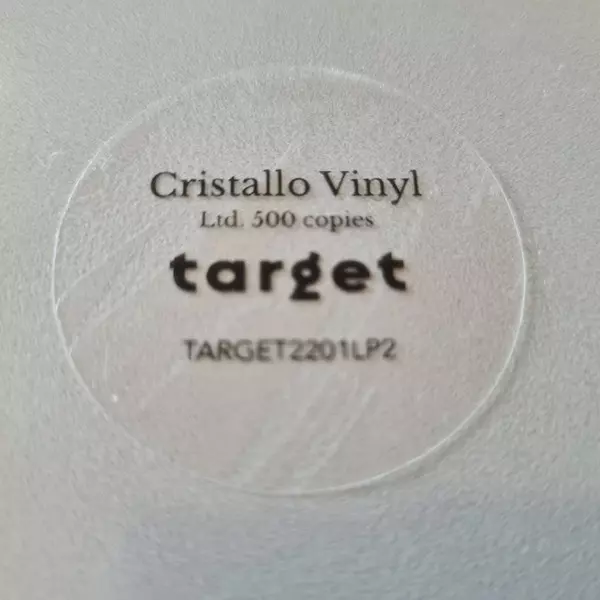 Cristallo Vinyl
Ltd. 500 copies
target
TARGET2201LP2